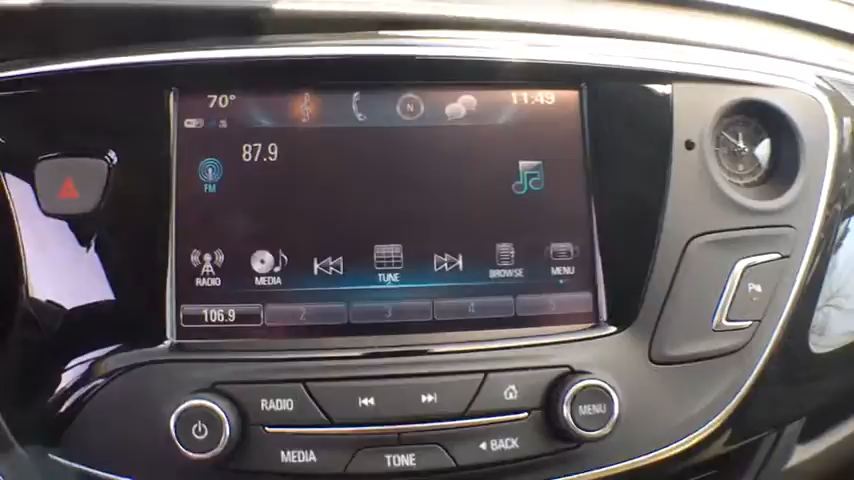 70° N 11:49
87.9
FM
RADIO MEDIA TUNE BROWSE MENU
106.9 2 3 4 5
RADIO
MENU
MEDIA TONE BACK